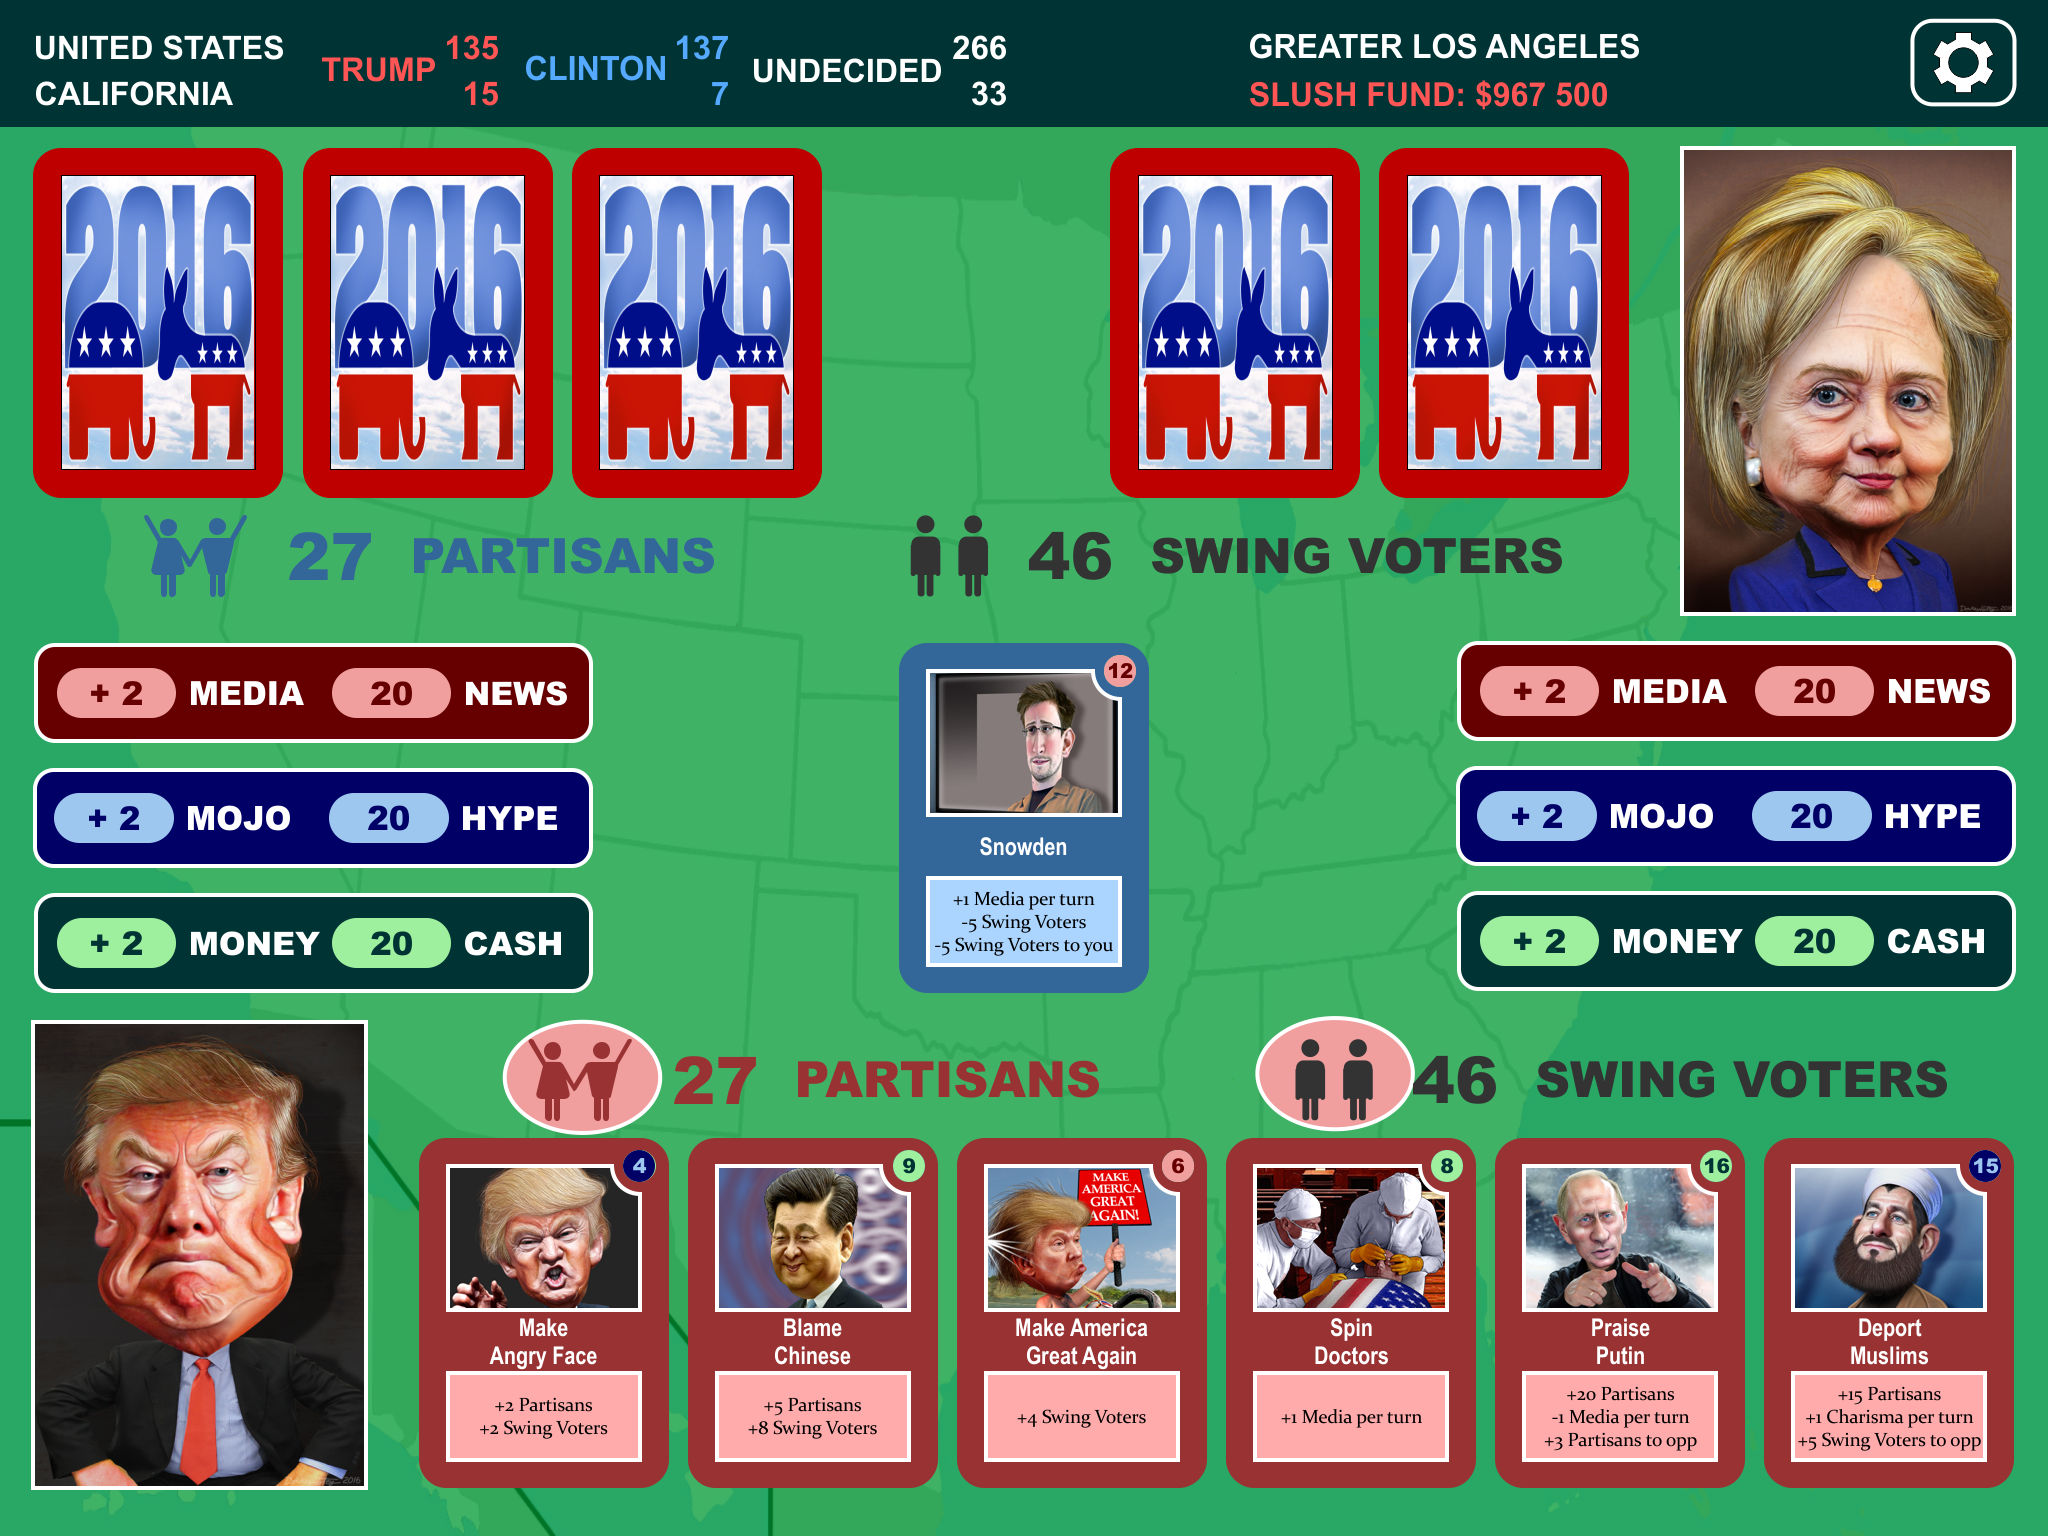 UNITED STATES
CALIFORNIA
TRUMP
135
15
CLINTON
137
7
UNDECIDED
266
33
GREATER LOS ANGELES
SLUSH FUND: $967 500
2016
2016
2016
2016
2016
27 PARTISANS
46 SWING VOTERS
+ 2 MEDIA 20 NEWS
+ 2 MOJO 20 HYPE
+ 2 MONEY 20 CASH
12
Snowden
+1 Media per turn
-5 Swing Voters
-5 Swing Voters to you
+ 2 MEDIA 20 NEWS
+ 2 MOJO 20 HYPE
+ 2 MONEY 20 CASH
27 PARTISANS
46 SWING VOTERS
4
Make
Angry Face
+2 Partisans
+2 Swing Voters
9
Blame
Chinese
+5 Partisans
+8 Swing Voters
6
MAKE
AMERICA
GREAT
AGAIN!
Make America
Great Again
+4 Swing Voters
8
Spin
Doctors
+1 Media per turn
16
Praise
Putin
+20 Partisans
-1 Media per turn
+3 Partisans to opp
15
Deport
Muslims
+15 Partisans
+1 Charisma per turn
+5 Swing Voters to opp